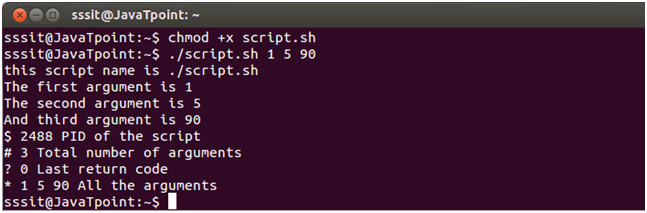 sssit@JavaTpoint: ~
sssit@JavaTpoint:~$ chmod +x script.sh
sssit@JavaTpoint:~$ ./script.sh 1 5 90
this script name is ./script.sh
The first argument is 1
The second argument is 5
And third argument is 90
$ 2488 PID of the script
# 3 Total number of arguments
? 0 Last return code
* 1 5 90 All the arguments
sssit@JavaTpoint:~$